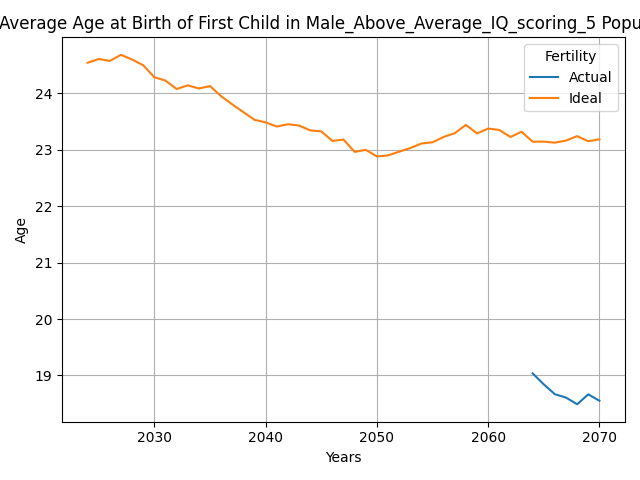 Average Age at Birth of First Child in Male_Above_Average_IQ_scoring_5 Popu
Fertility
Actual
Ideal
24
23
22
21
20
19
Age
2030 2040 2050 2060 2070
Years